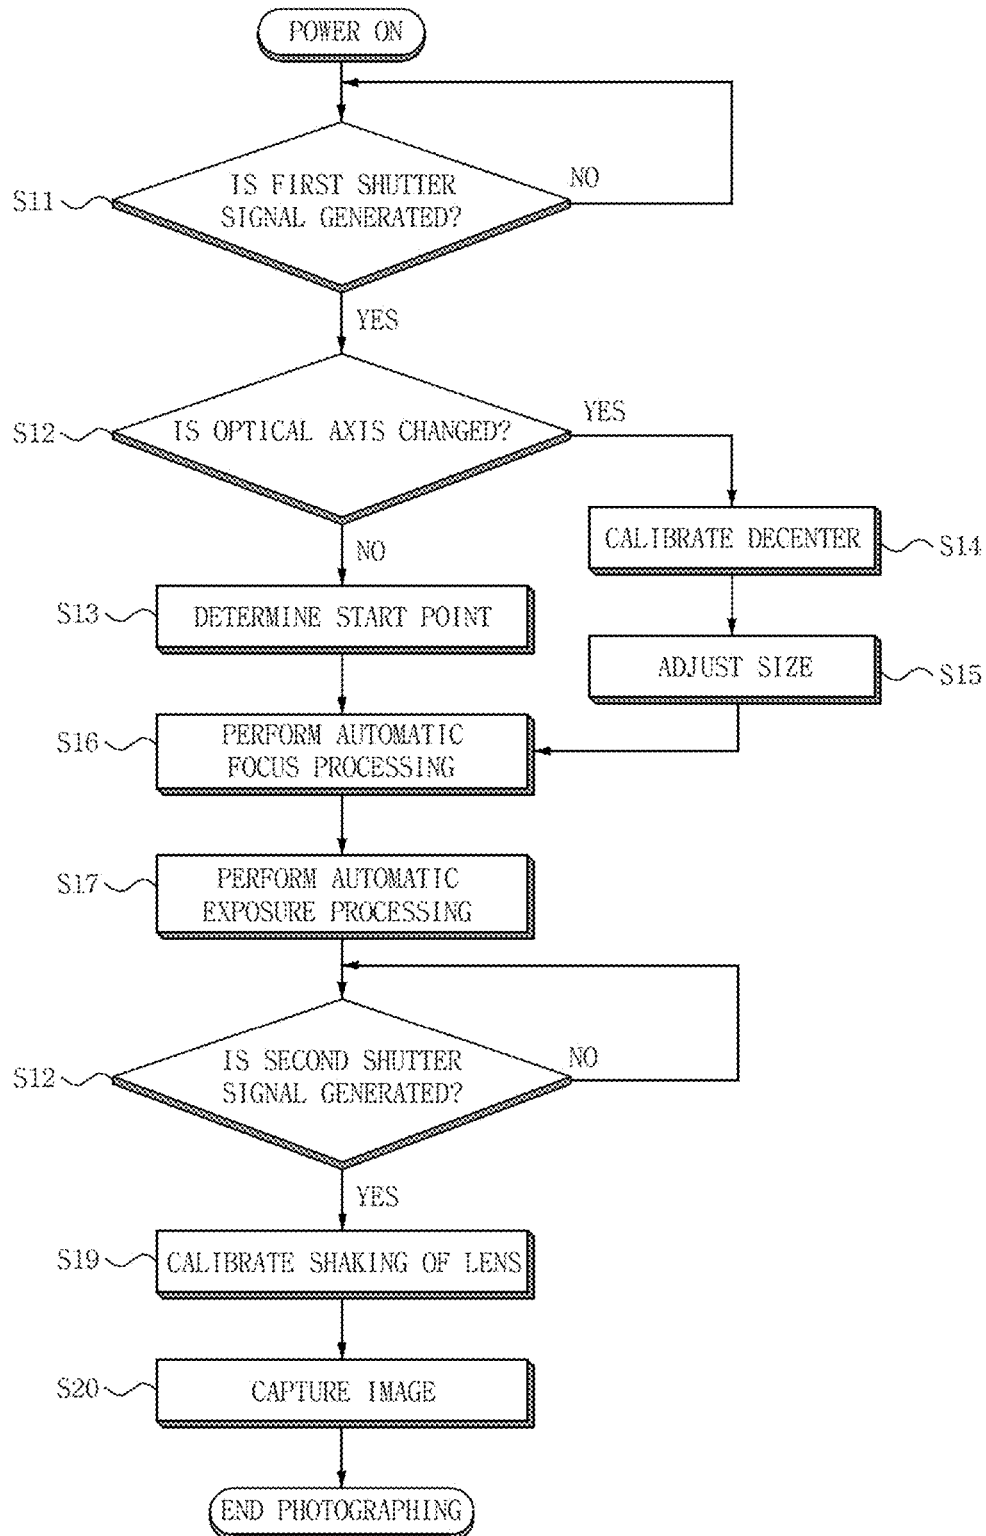 POWER ON
IS FIRST SHUTTER
SIGNAL GENERATED?
S11
NO
YES
IS OPTICAL AXIS CHANGED?
S12
YES
NO
CALIBRATE DECENTER
S14
S13
DETERMINE START POINT
ADJUST SIZE
S15
S16
PERFORM AUTOMATIC
FOCUS PROCESSING
S17
PERFORM AUTOMATIC
EXPOSURE PROCESSING
IS SECOND SHUTTER
SIGNAL GENERATED?
S12
NO
YES
S19
CALIBRATE SHAKING OF LENS
S20
CAPTURE IMAGE
END PHOTOGRAPHING